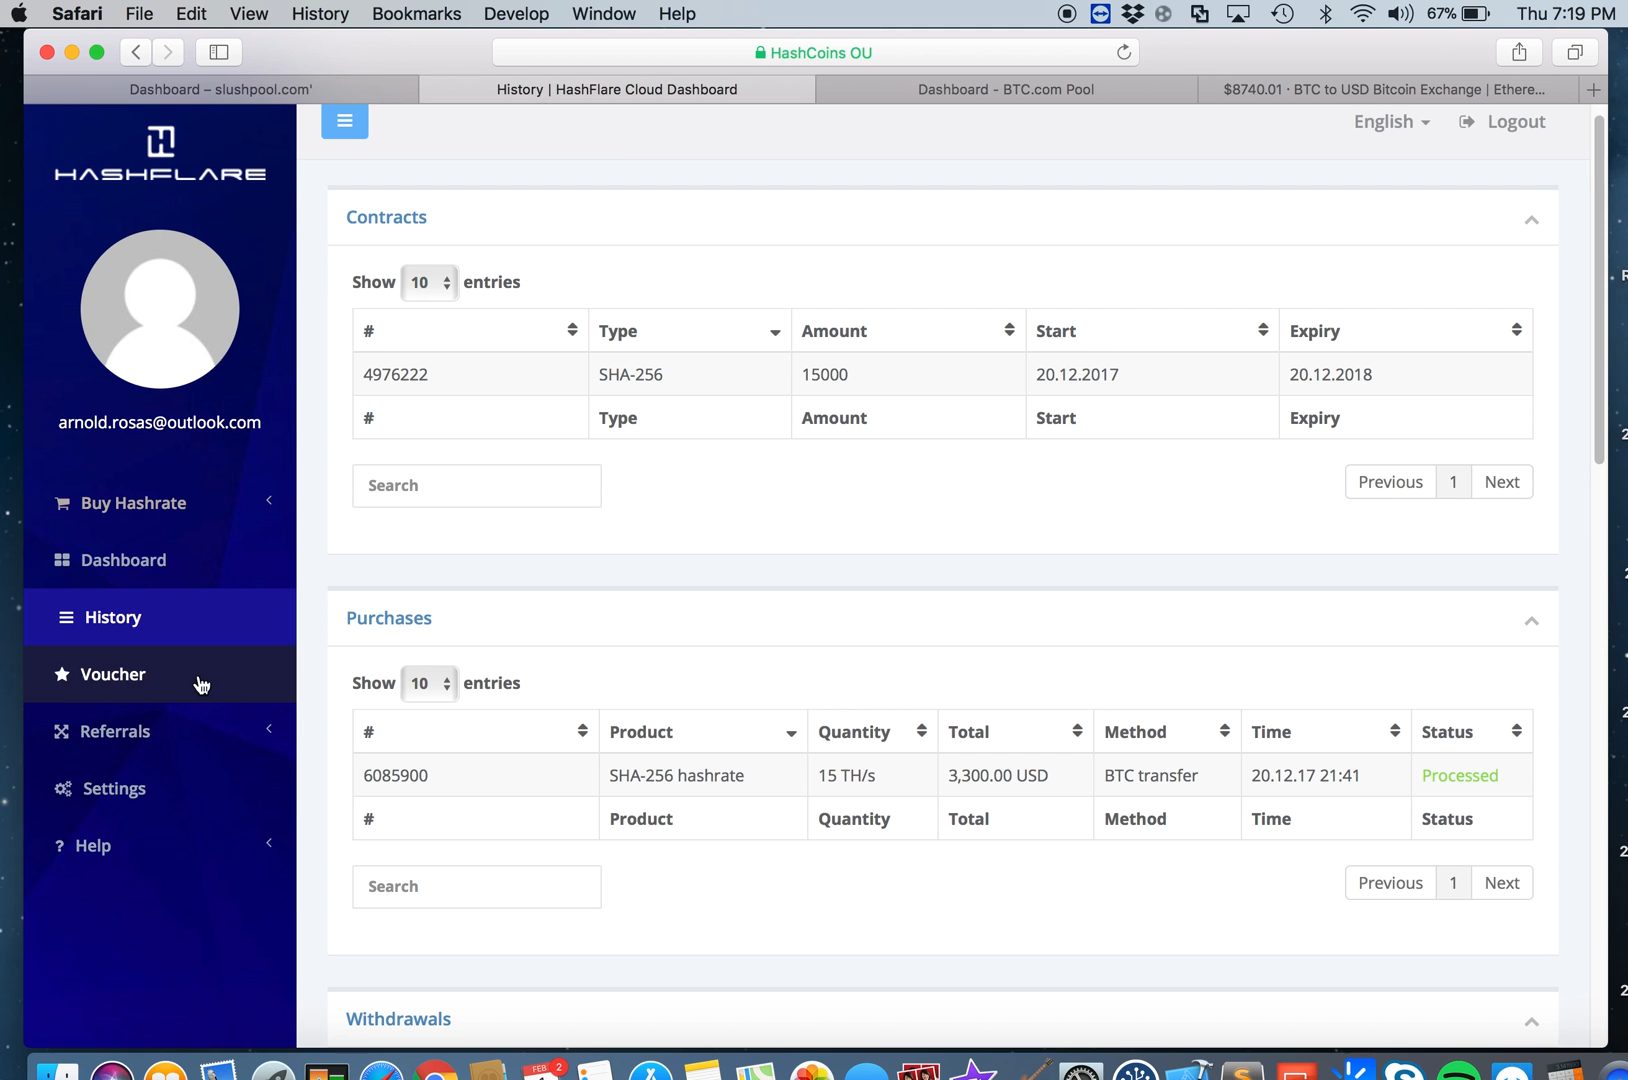 Safari File Edit View History Bookmarks Develop Window Help 67% Thu 7:19 PM
HashCoins OU
Dashboard – slushpool.com'
History | HashFlare Cloud Dashboard
Dashboard - BTC.com Pool
$8740.01 · BTC to USD Bitcoin Exchange | Ethere...
HASHFLARE
arnold.rosas@outlook.com
Buy Hashrate
Dashboard
History
Voucher
Referrals
Settings
? Help
English
Logout
Contracts
Show 10 entries
# Type Amount Start Expiry
4976222 SHA-256 15000 20.12.2017 20.12.2018
# Type Amount Start Expiry
Search
Previous 1 Next
Purchases
Show 10 entries
# Product Quantity Total Method Time Status
6085900 SHA-256 hashrate 15 TH/s 3,300.00 USD BTC transfer 20.12.17 21:41 Processed
# Product Quantity Total Method Time Status
Search
Previous 1 Next
Withdrawals
FEB 2